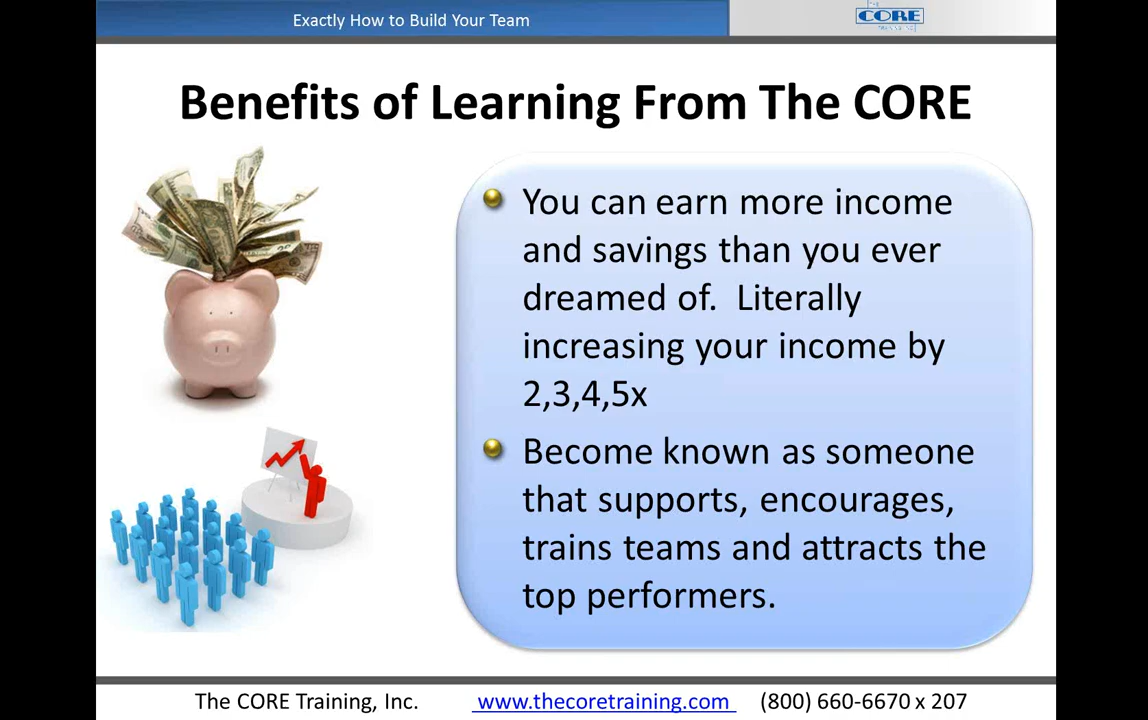 Exactly How to Build Your Team
THE
CORE
TRAINING, INC.
Benefits of Learning From The CORE
You can earn more income
and savings than you ever
dreamed of.  Literally
increasing your income by
2,3,4,5x
Become known as someone
that supports, encourages,
trains teams and attracts the
top performers.
The CORE Training, Inc. www.thecoretraining.com (800) 660-6670 x 207